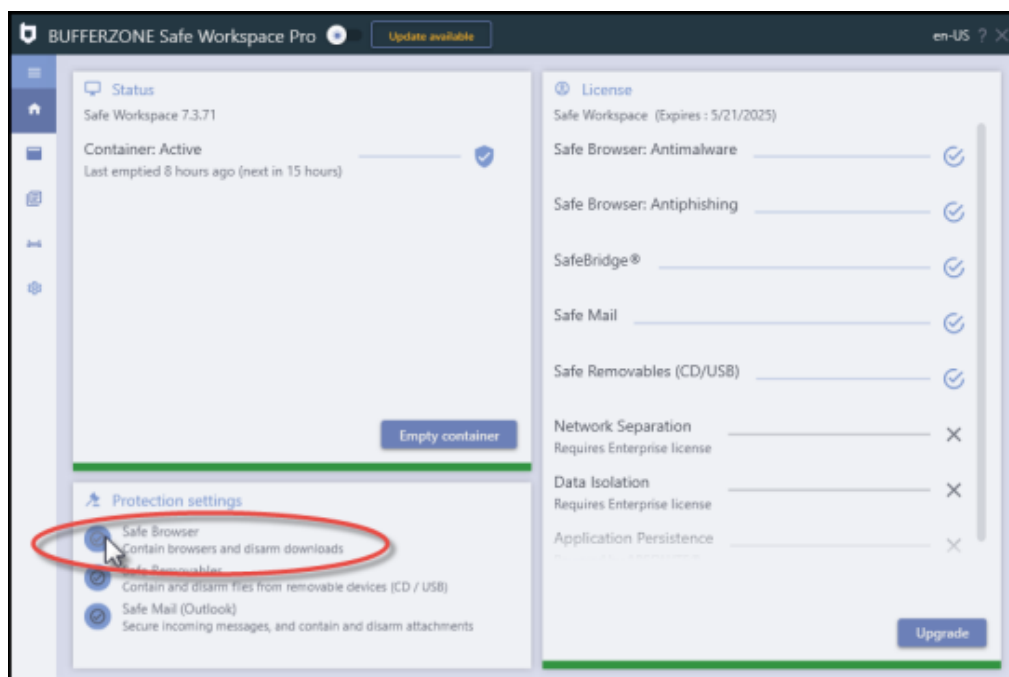 BUFFERZONE Safe Workspace Pro
Update available
en-US ?
Status
Safe Workspace 7.3.71
Container: Active
Last emptied 8 hours ago (next in 15 hours)
Empty container
Protection settings
Safe Browser
Contain browsers and disarm downloads
Safe Removables
Contain and disarm files from removable devices (CD / USB)
Safe Mail (Outlook)
Secure incoming messages, and contain and disarm attachments
License
Safe Workspace (Expires : 5/21/2025)
Safe Browser: Antimalware
Safe Browser: Antiphishing
SafeBridge®
Safe Mail
Safe Removables (CD/USB)
Network Separation
Requires Enterprise license
Data Isolation
Requires Enterprise license
Application Persistence
Upgrade